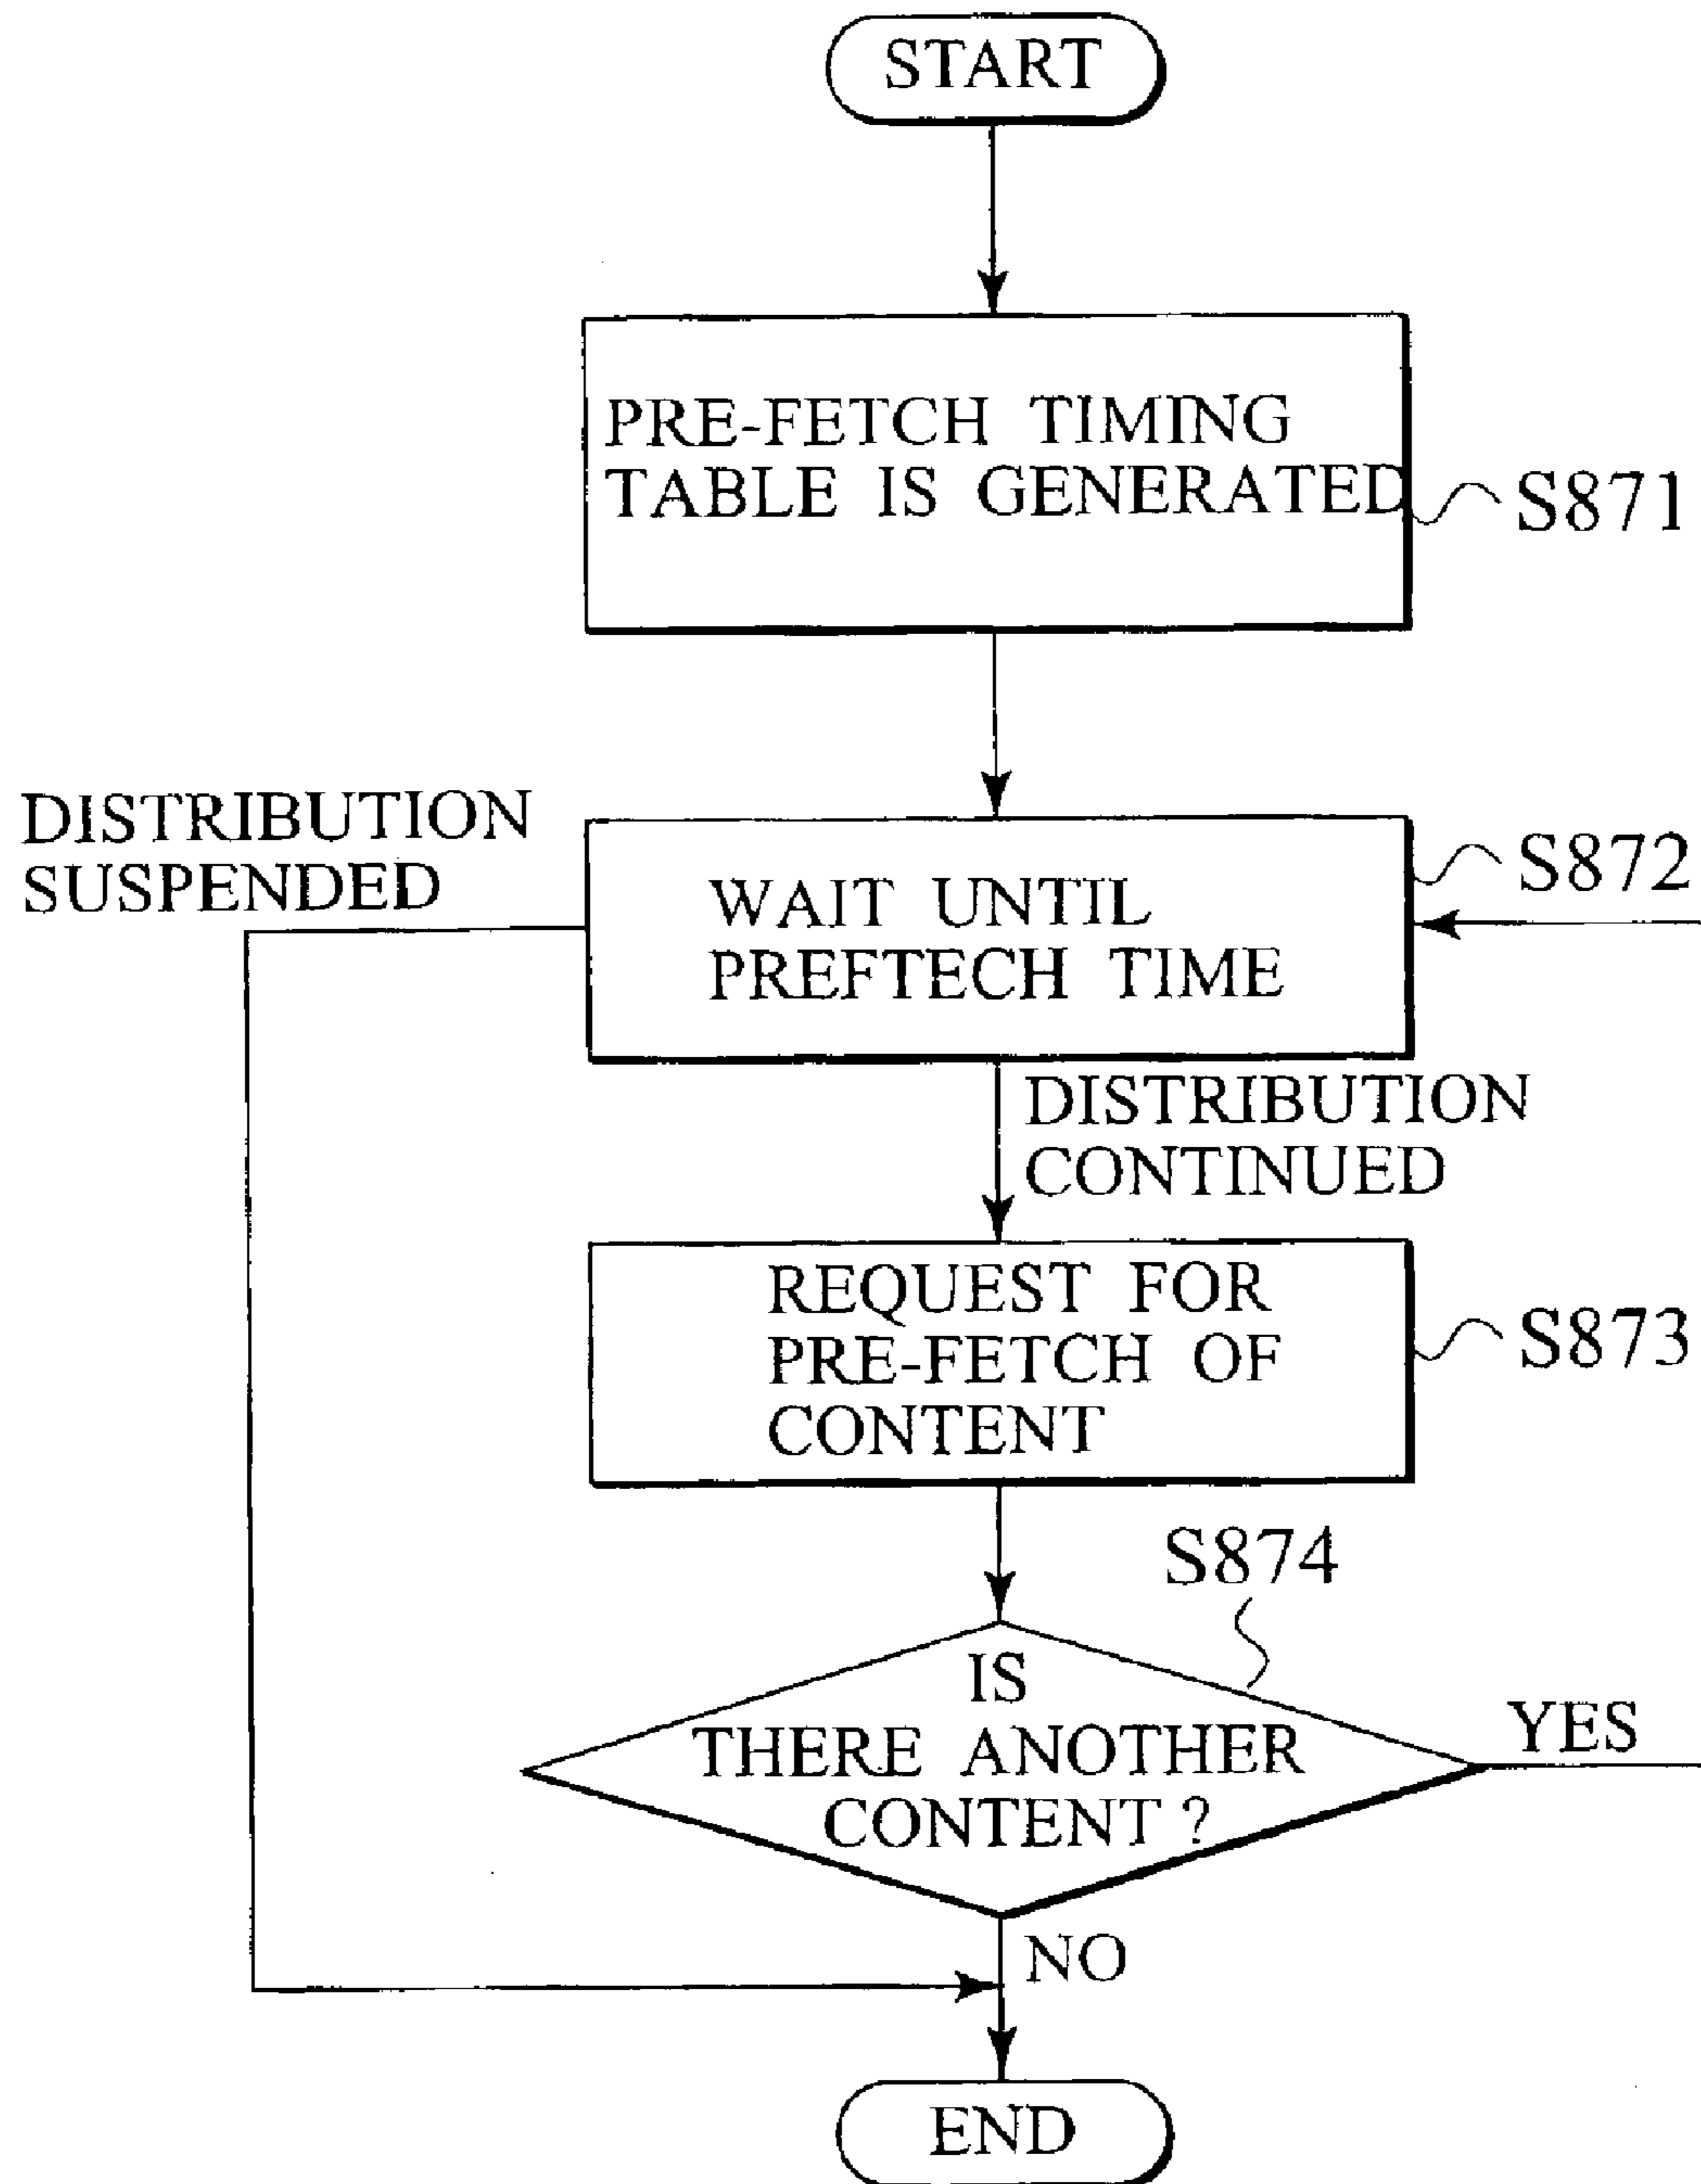 START
PRE-FETCH TIMING
TABLE IS GENERATED
S871
DISTRIBUTION
SUSPENDED
S872
WAIT UNTIL
PREFTECH TIME
DISTRIBUTION
CONTINUED
REQUEST FOR
PRE-FETCH OF
CONTENT
S873
S874
IS
THERE ANOTHER
CONTENT ?
YES
NO
END